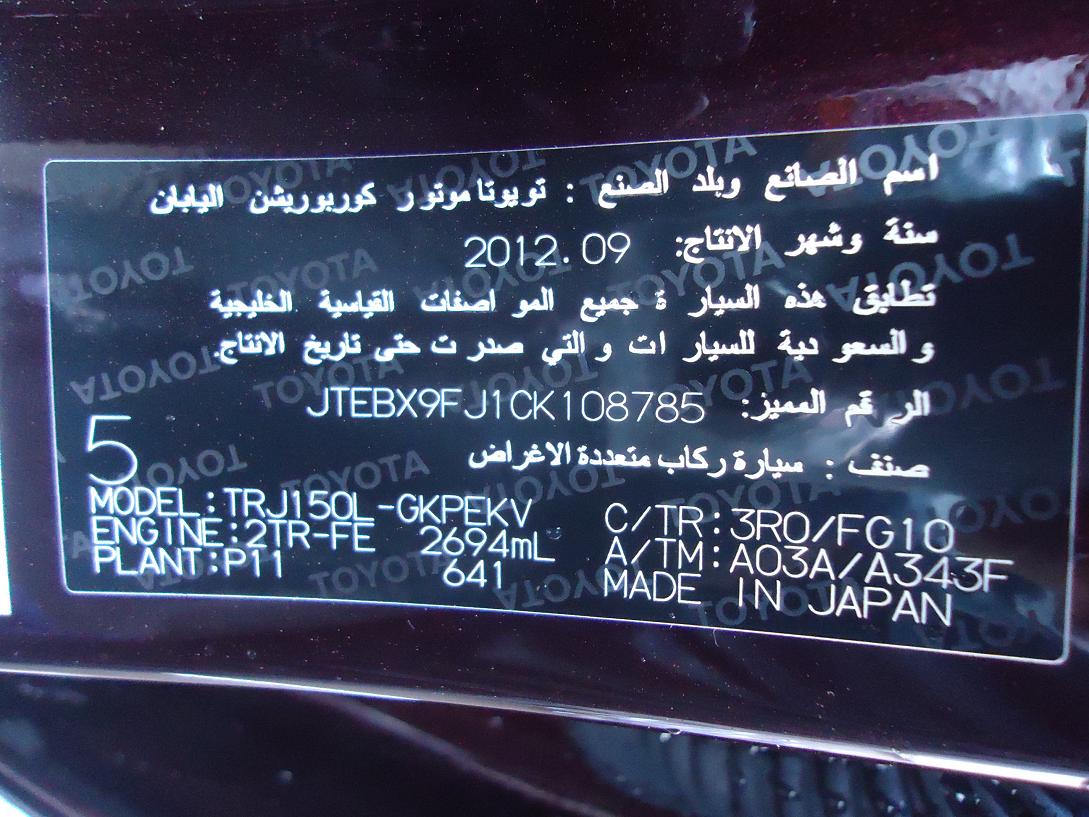 اسم الصانع وبلد الصنع : تويوتا موتور كوربوريشن اليابان
سنة وشهر الانتاج: 2012.09
تطابق هذه السيارة جميع المواصفات القياسية الخليجية
والسعودية للسيارات والتي صدرت حتى تاريخ الانتاج.
الرقم المميز: JTEBX9FJ1CK108785
صنف : سيارة ركاب متعددة الاغراض
5
MODEL:TRJ150L-GKPEKV
ENGINE:2TR-FE 2694mL
PLANT:P11 641
C/TR:3R0/FG10
A/TM:A03A/A343F
MADE IN JAPAN